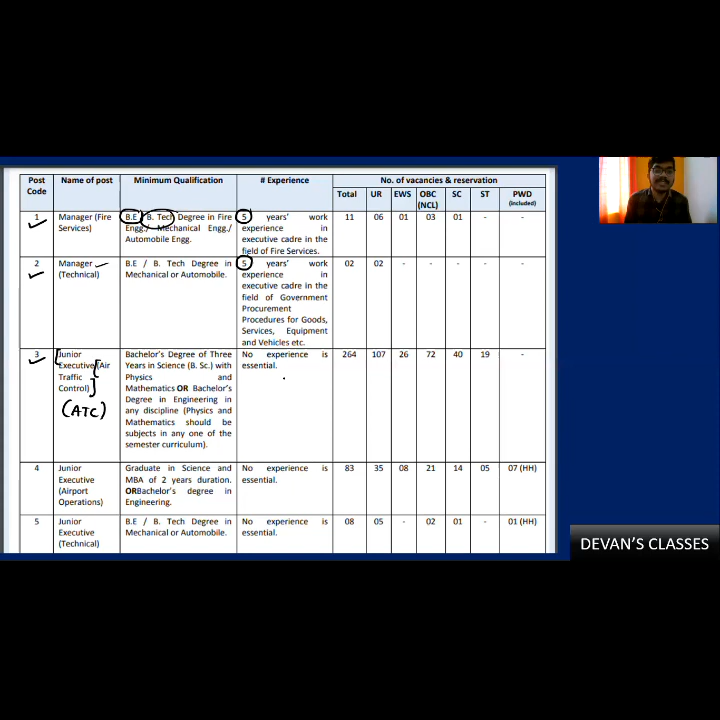 Post Code Name of post Minimum Qualification # Experience No. of vacancies & reservation
Total UR EWS OBC (NCL) SC ST PWD (included)
1 Manager (Fire Services) B.E / B. Tech Degree in Fire Engg./ Mechanical Engg./ Automobile Engg. 5 years' work experience in executive cadre in the field of Fire Services. 11 06 01 03 01 - -
2 Manager (Technical) B.E / B. Tech Degree in Mechanical or Automobile. 5 years' work experience in executive cadre in the field of Government Procurement Procedures for Goods, Services, Equipment and Vehicles etc. 02 02 - - - - -
3 Junior Executive (Air Traffic Control) (ATC) Bachelor's Degree of Three Years in Science (B. Sc.) with Physics and Mathematics OR Bachelor's Degree in Engineering in any discipline (Physics and Mathematics should be subjects in any one of the semester curriculum). No experience is essential. 264 107 26 72 40 19 -
4 Junior Executive (Airport Operations) Graduate in Science and MBA of 2 years duration. ORBachelor's degree in Engineering. No experience is essential. 83 35 08 21 14 05 07 (HH)
5 Junior Executive (Technical) B.E / B. Tech Degree in Mechanical or Automobile. No experience is essential. 08 05 - 02 01 - 01 (HH)
DEVAN'S CLASSES